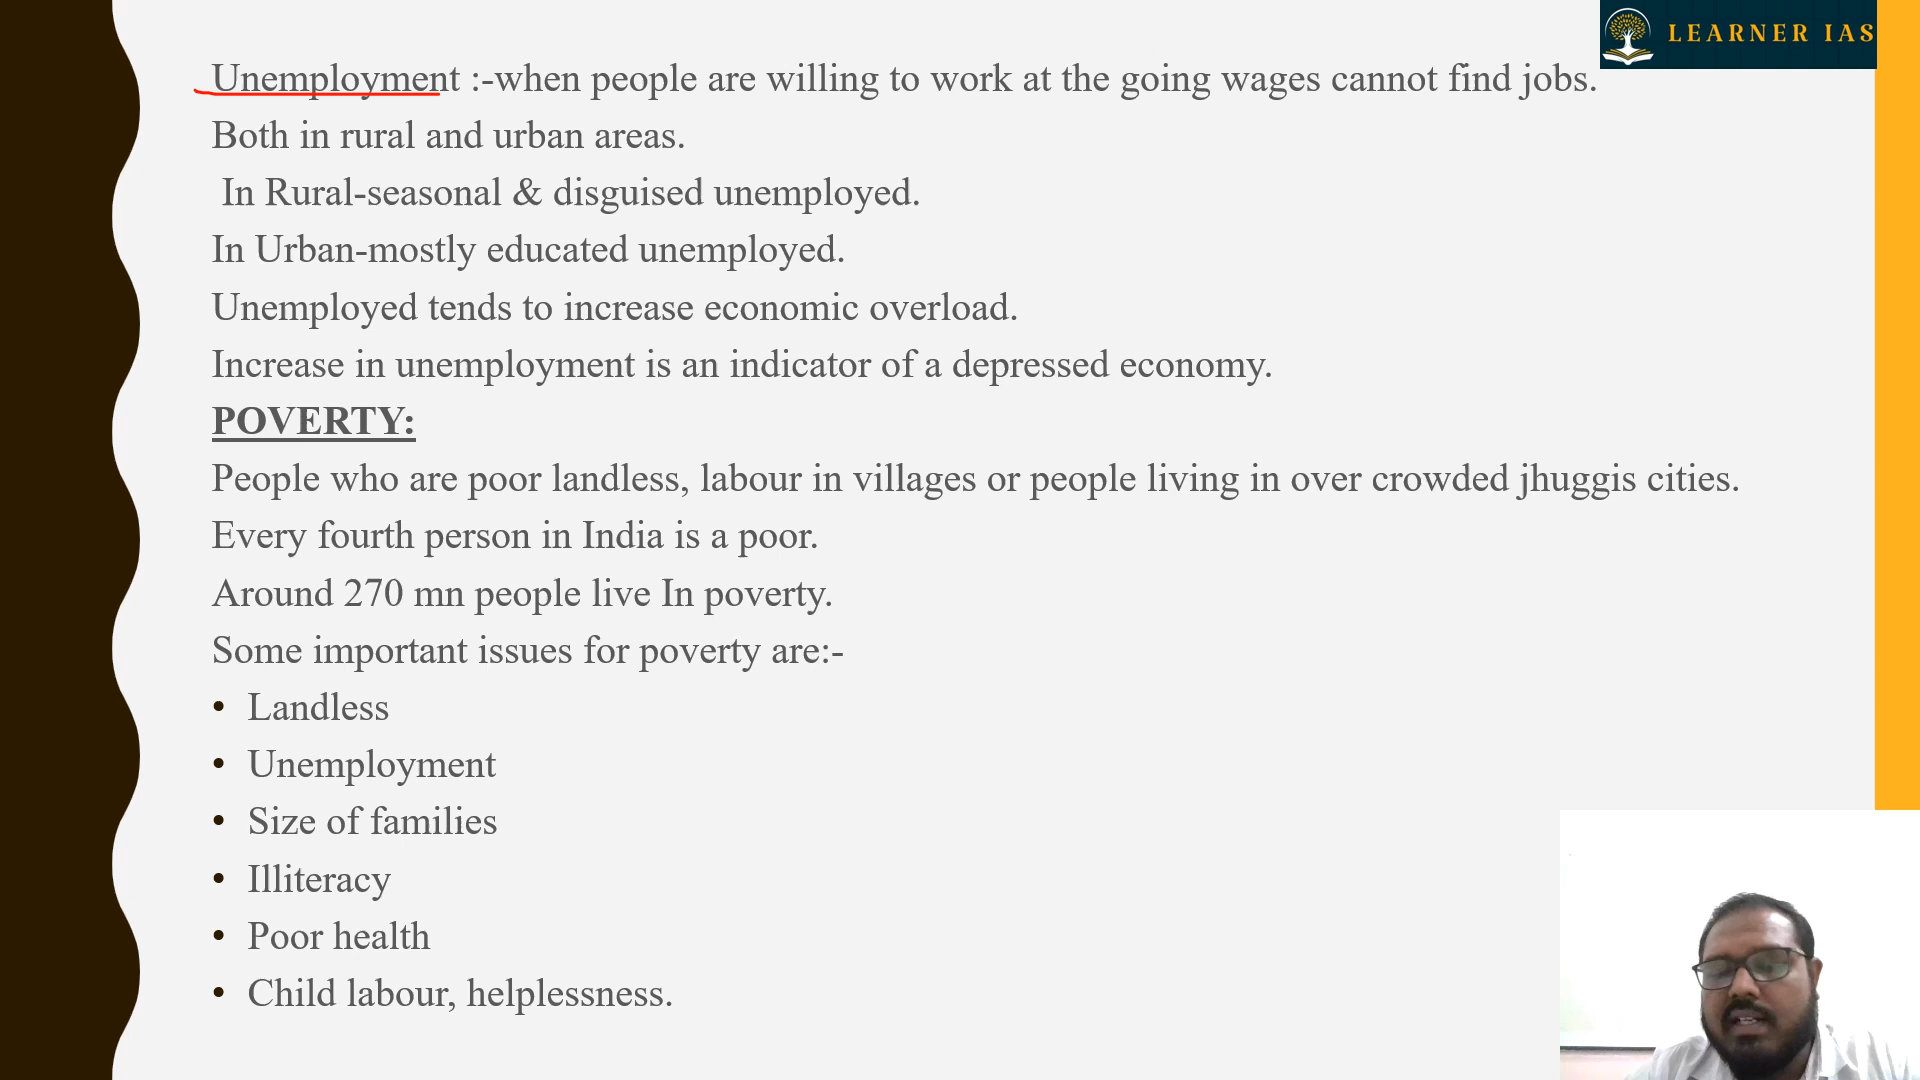 LEARNER IAS
Unemployment :-when people are willing to work at the going wages cannot find jobs.
Both in rural and urban areas.
In Rural-seasonal & disguised unemployed.
In Urban-mostly educated unemployed.
Unemployed tends to increase economic overload.
Increase in unemployment is an indicator of a depressed economy.
POVERTY:
People who are poor landless, labour in villages or people living in over crowded jhuggis cities.
Every fourth person in India is a poor.
Around 270 mn people live In poverty.
Some important issues for poverty are:-
• Landless
• Unemployment
• Size of families
• Illiteracy
• Poor health
• Child labour, helplessness.